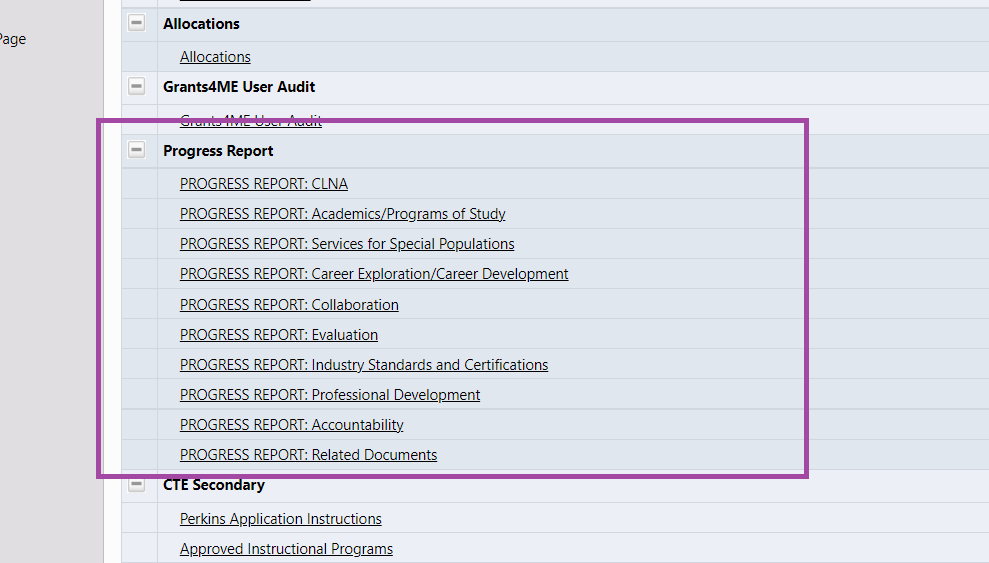 Allocations
Page
Allocations
Grants4ME User Audit
Grants4ME User Audit
Progress Report
PROGRESS REPORT: CLNA
PROGRESS REPORT: Academics/Programs of Study
PROGRESS REPORT: Services for Special Populations
PROGRESS REPORT: Career Exploration/Career Development
PROGRESS REPORT: Collaboration
PROGRESS REPORT: Evaluation
PROGRESS REPORT: Industry Standards and Certifications
PROGRESS REPORT: Professional Development
PROGRESS REPORT: Accountability
PROGRESS REPORT: Related Documents
CTE Secondary
Perkins Application Instructions
Approved Instructional Programs